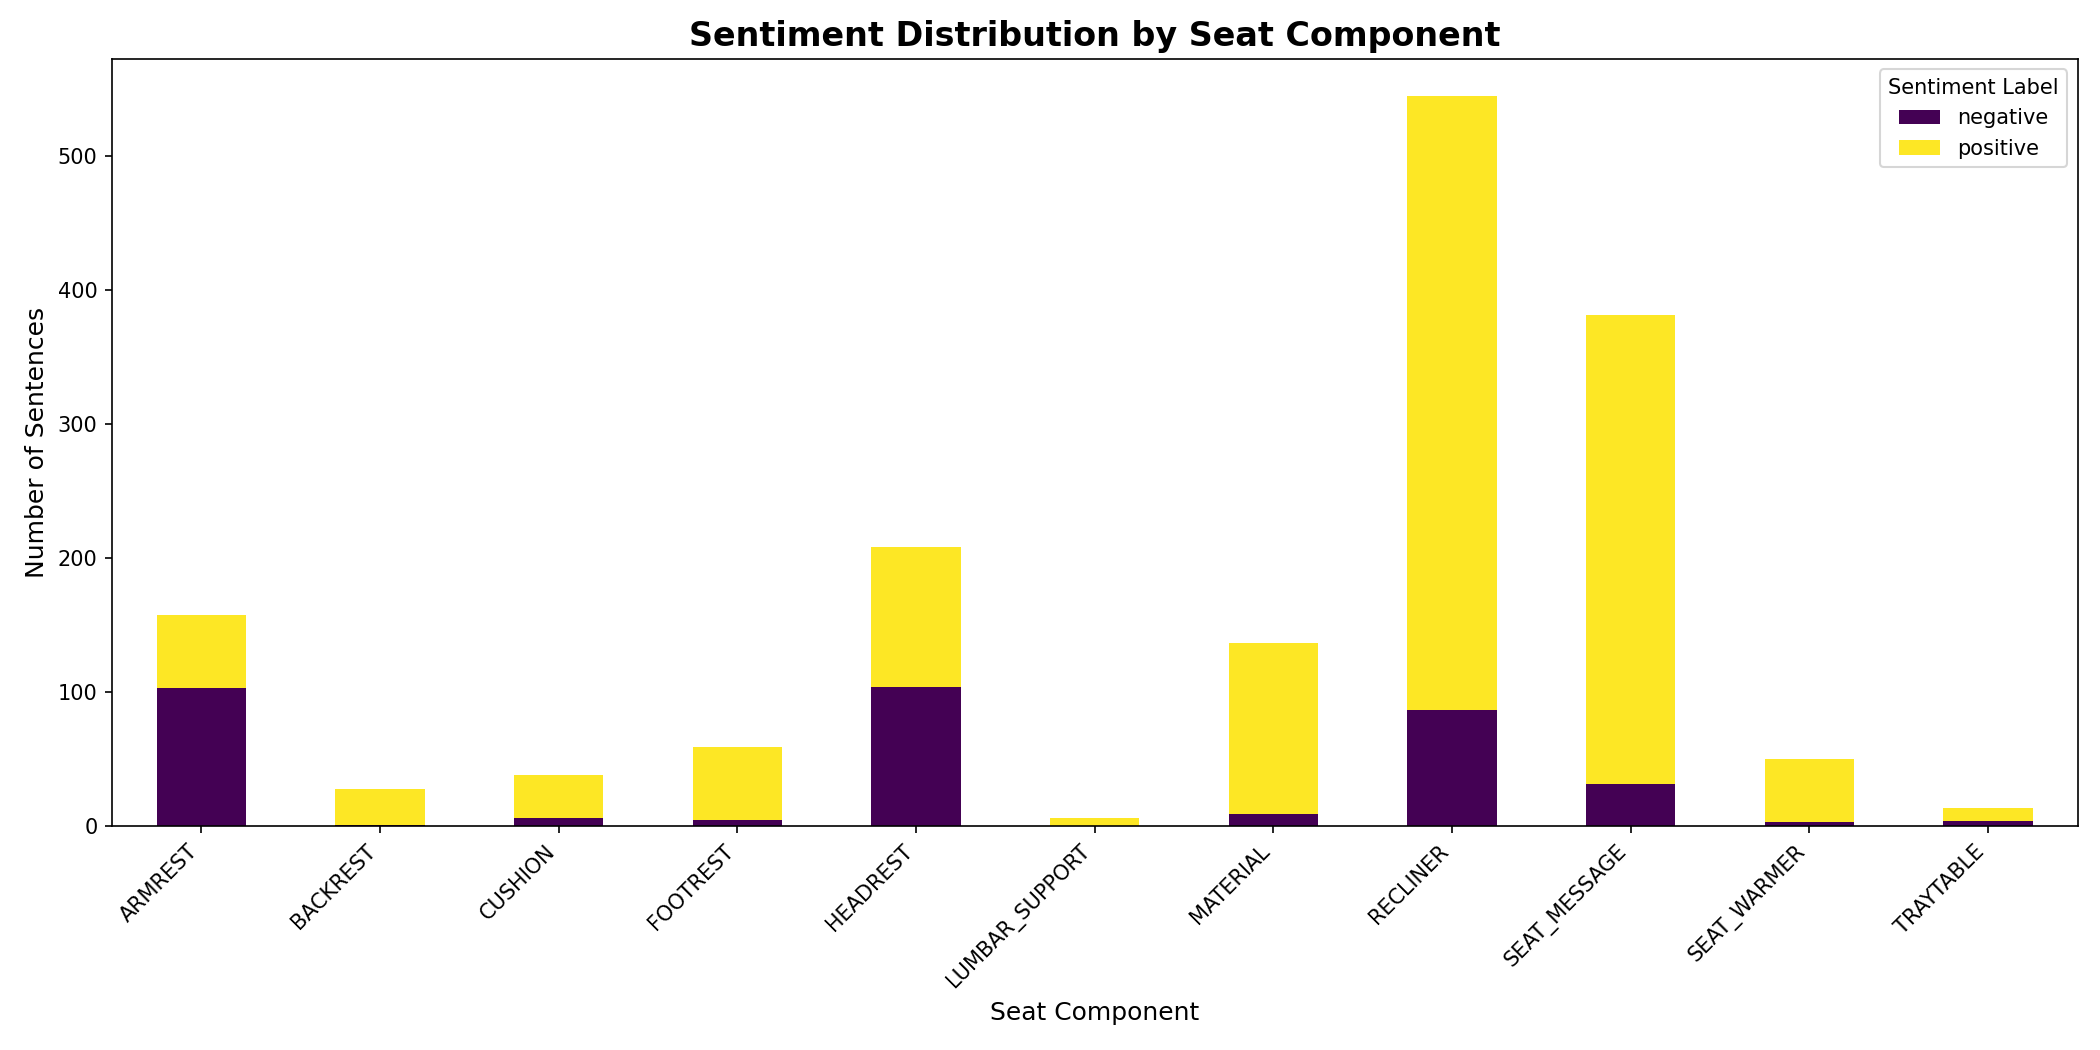 Sentiment Distribution by Seat Component
Sentiment Label
negative
positive
Number of Sentences
500
400
300
200
100
0
ARMREST
BACKREST
CUSHION
FOOTREST
HEADREST
LUMBAR_SUPPORT
MATERIAL
RECLINER
SEAT_MESSAGE
SEAT_WARMER
TRAYTABLE
Seat Component